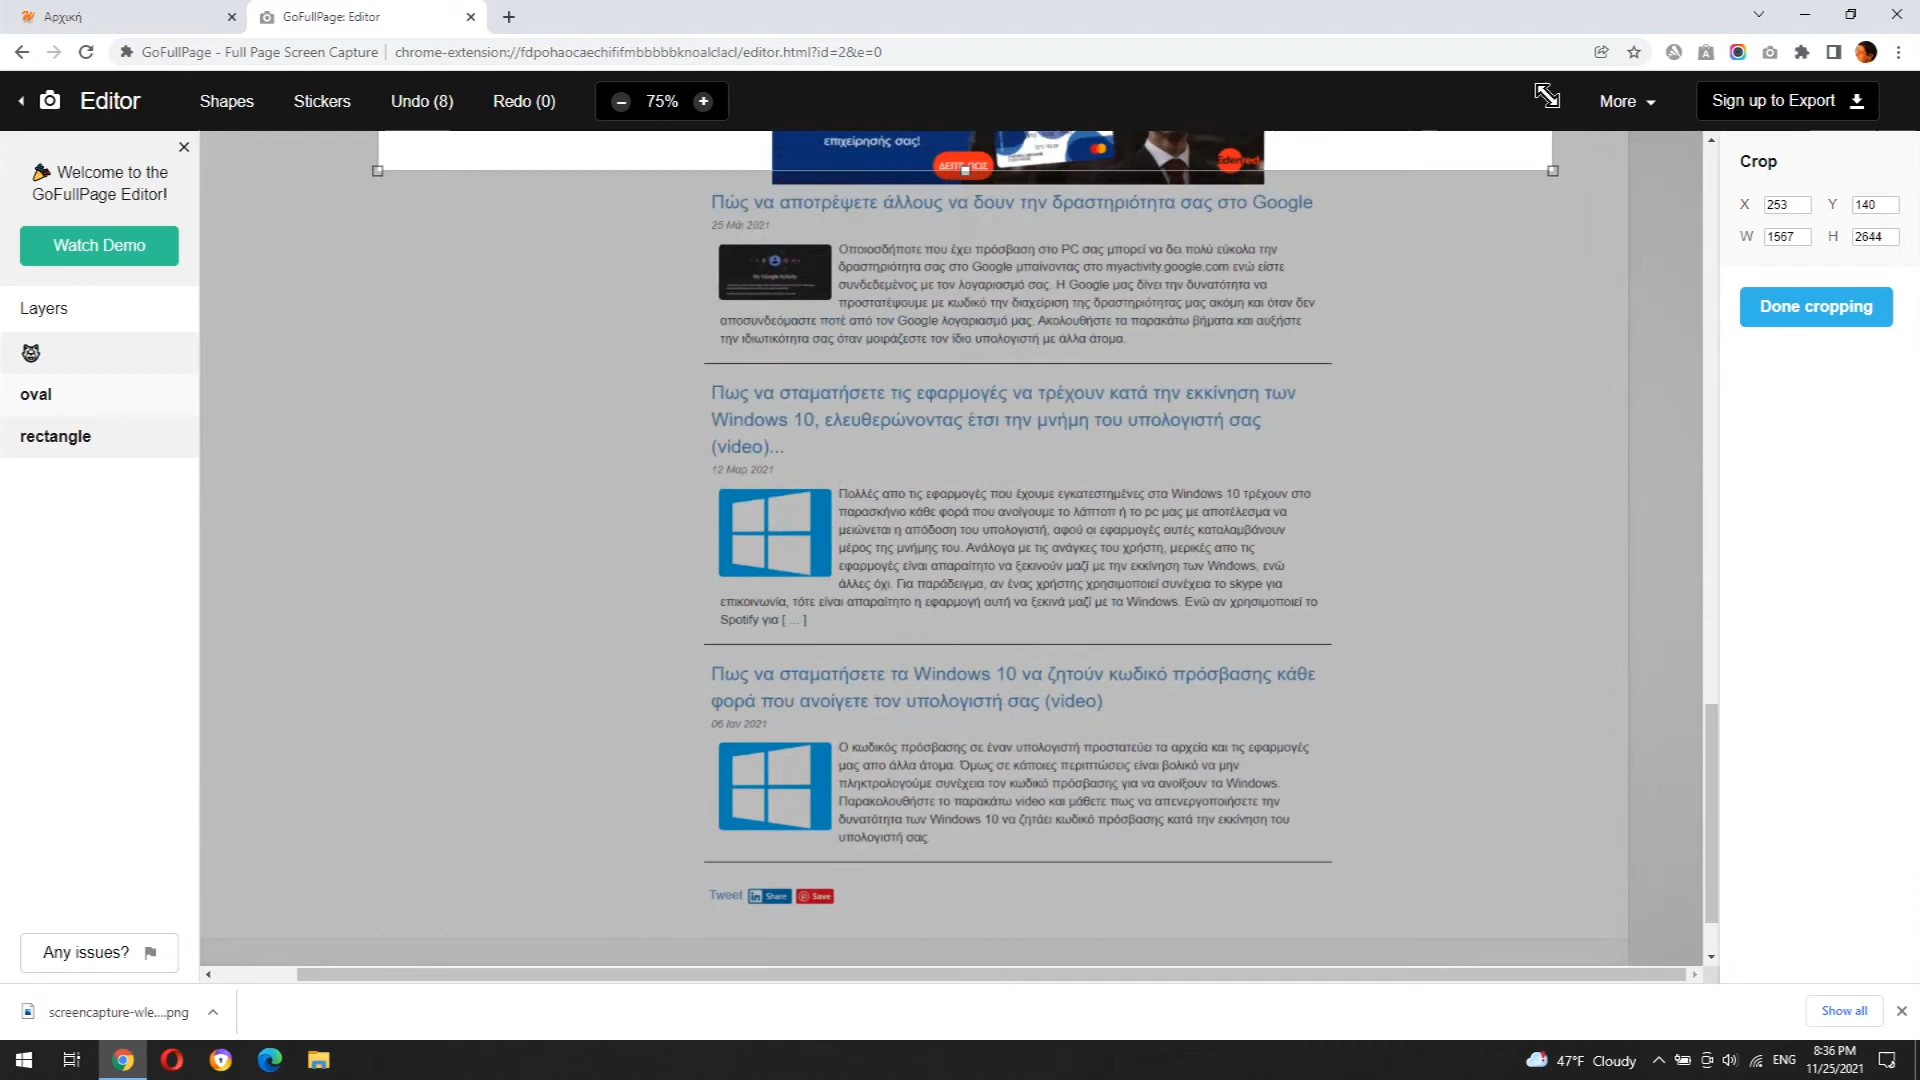 Αρχική
GoFullPage: Editor
GoFullPage - Full Page Screen Capture
chrome-extension://fdpohaocaechififmbbbbbknoalclacl/editor.html?id=2&e=0
Editor
Shapes
Stickers
Undo (8)
Redo (0)
75%
More
Sign up to Export
Welcome to the
GoFullPage Editor!
Watch Demo
Layers
oval
rectangle
Any issues?
επιχείρησής σας!
ΔΕΙΤΕ ΠΩΣ
Edenred
Πώς να αποτρέψετε άλλους να δουν την δραστηριότητα σας στο Google
25 Μάι 2021
My Google Activity
Οποιοσδήποτε που έχει πρόσβαση στο PC σας μπορεί να δει πολύ εύκολα την
δραστηριότητα σας στο Google μπαίνοντας στο myactivity.google.com ενώ είστε
συνδεδεμένος με τον λογαριασμό σας. Η Google μας δίνει την δυνατότητα να
προστατέψουμε με κωδικό την διαχείριση της δραστηριότητας μας ακόμη και όταν δεν
αποσυνδεόμαστε ποτέ από τον Google λογαριασμό μας. Ακολουθήστε τα παρακάτω βήματα και αυξήστε
την ιδιωτικότητα σας όταν μοιράζεστε τον ίδιο υπολογιστή με άλλα άτομα.
Πως να σταματήσετε τις εφαρμογές να τρέχουν κατά την εκκίνηση των
Windows 10, ελευθερώνοντας έτσι την μνήμη του υπολογιστή σας
(video)...
12 Μαρ 2021
Πολλές απο τις εφαρμογές που έχουμε εγκατεστημένες στα Windows 10 τρέχουν στο
παρασκήνιο κάθε φορά που ανοίγουμε το λάπτοπ ή το pc μας με αποτέλεσμα να
μειώνεται η απόδοση του υπολογιστή, αφού οι εφαρμογές αυτές καταλαμβάνουν
μέρος της μνήμης του. Ανάλογα με τις ανάγκες του χρήστη, μερικές απο τις
εφαρμογές είναι απαραίτητο να ξεκινούν μαζί με την εκκίνηση των Wndows, ενώ
άλλες όχι. Για παράδειγμα, αν ένας χρήστης χρησιμοποιεί συνέχεια το skype για
επικοινωνία, τότε είναι απαραίτητο η εφαρμογή αυτή να ξεκινά μαζί με τα Windows. Ενώ αν χρησιμοποιεί το
Spotify για [ ... ]
Πως να σταματήσετε τα Windows 10 να ζητούν κωδικό πρόσβασης κάθε
φορά που ανοίγετε τον υπολογιστή σας (video)
06 Ιαν 2021
Ο κωδικός πρόσβασης σε έναν υπολογιστή προστατεύει τα αρχεία και τις εφαρμογές
μας απο άλλα άτομα. Όμως σε κάποιες περιπτώσεις είναι βολικό να μην
πληκτρολογούμε συνέχεια τον κωδικό πρόσβασης για να ανοίξουν τα Windows.
Παρακολουθήστε το παρακάτω video και μάθετε πως να απενεργοποιήσετε την
δυνατότητα των Windows 10 να ζητάει κωδικό πρόσβασης κατά την εκκίνηση του
υπολογιστή σας.
Tweet
in Share
Save
Crop
X 253 Y 140
W 1567 H 2644
Done cropping
screencapture-wle....png
Show all
47°F Cloudy
ENG
8:36 PM
11/25/2021